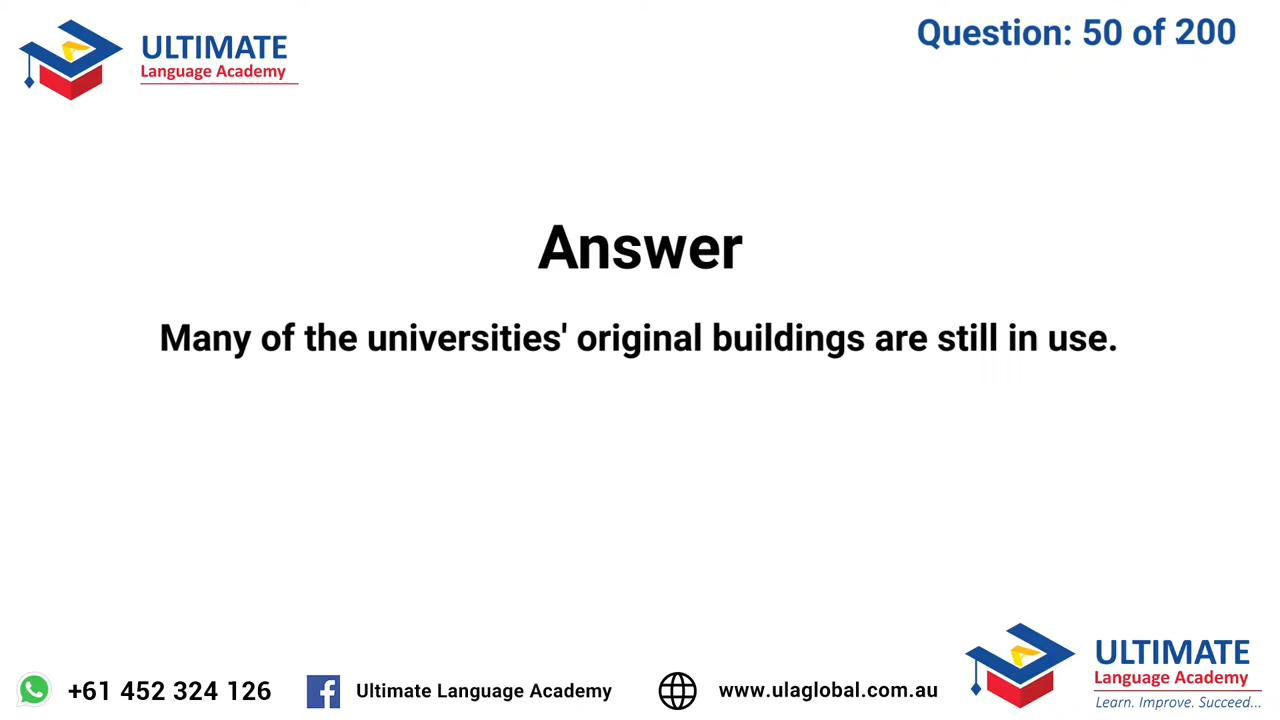 ULTIMATE
Language Academy
Question: 50 of 200
Answer
Many of the universities' original buildings are still in use.
+61 452 324 126
Ultimate Language Academy
www.ulaglobal.com.au
ULTIMATE
Language Academy
Learn. Improve. Succeed...